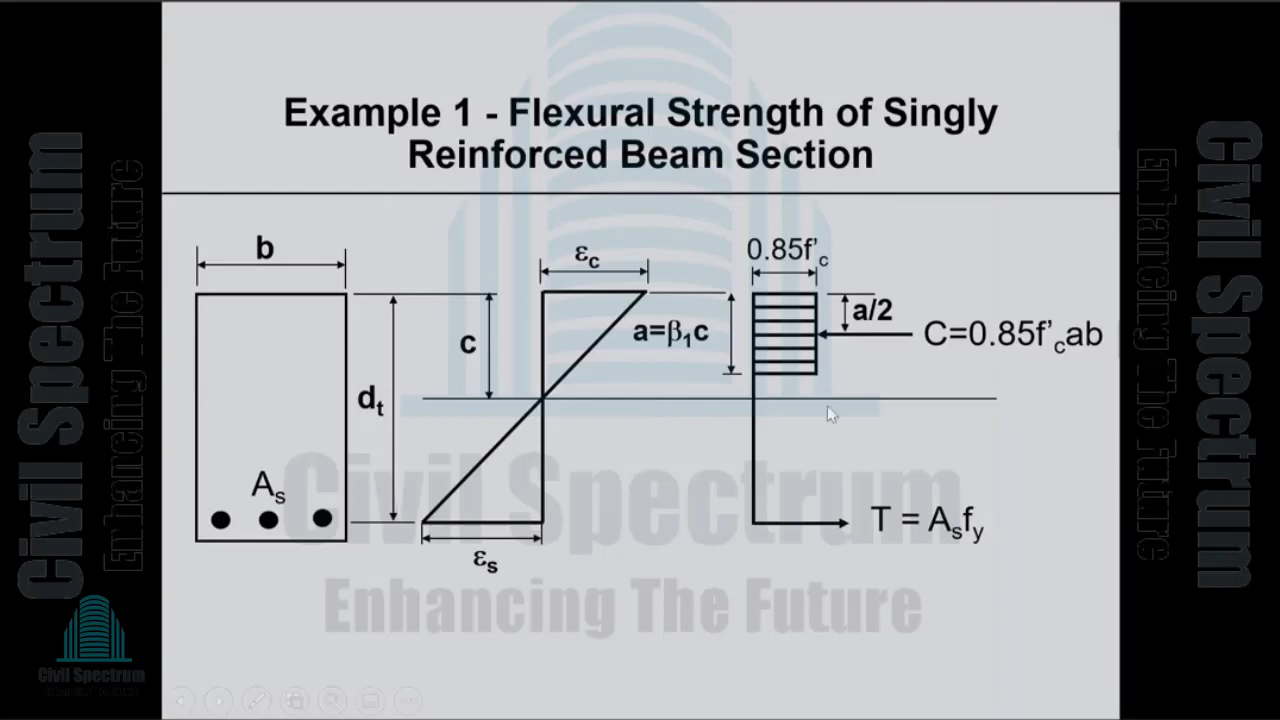 Example 1 - Flexural Strength of Singly
Reinforced Beam Section
b
εc
0.85f'c
c
a=β1c
a/2
C=0.85f'cab
dt
As
T = Asfy
εs
Civil Spectrum
Enhancing The Future
Civil Spectrum
Enhancing The Future
Civil Spectrum
Enhancing The Future
Civil Spectrum